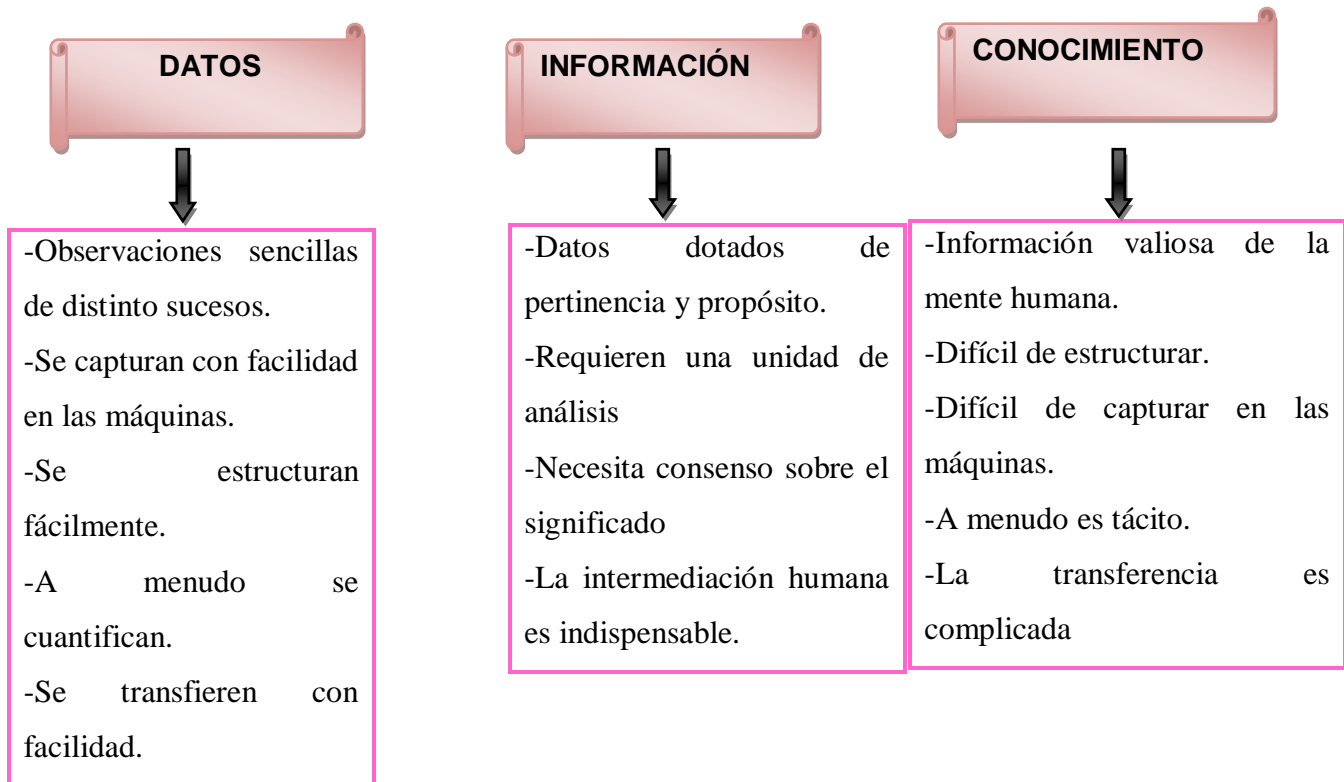 DATOS
-Observaciones sencillas
de distinto sucesos.
-Se capturan con facilidad
en las máquinas.
-Se estructuran
fácilmente.
-A menudo se
cuantifican.
-Se transfieren con
facilidad.
INFORMACIÓN
-Datos dotados de
pertinencia y propósito.
-Requieren una unidad de
análisis
-Necesita consenso sobre el
significado
-La intermediación humana
es indispensable.
CONOCIMIENTO
-Información valiosa de la
mente humana.
-Difícil de estructurar.
-Difícil de capturar en las
máquinas.
-A menudo es tácito.
-La transferencia es
complicada